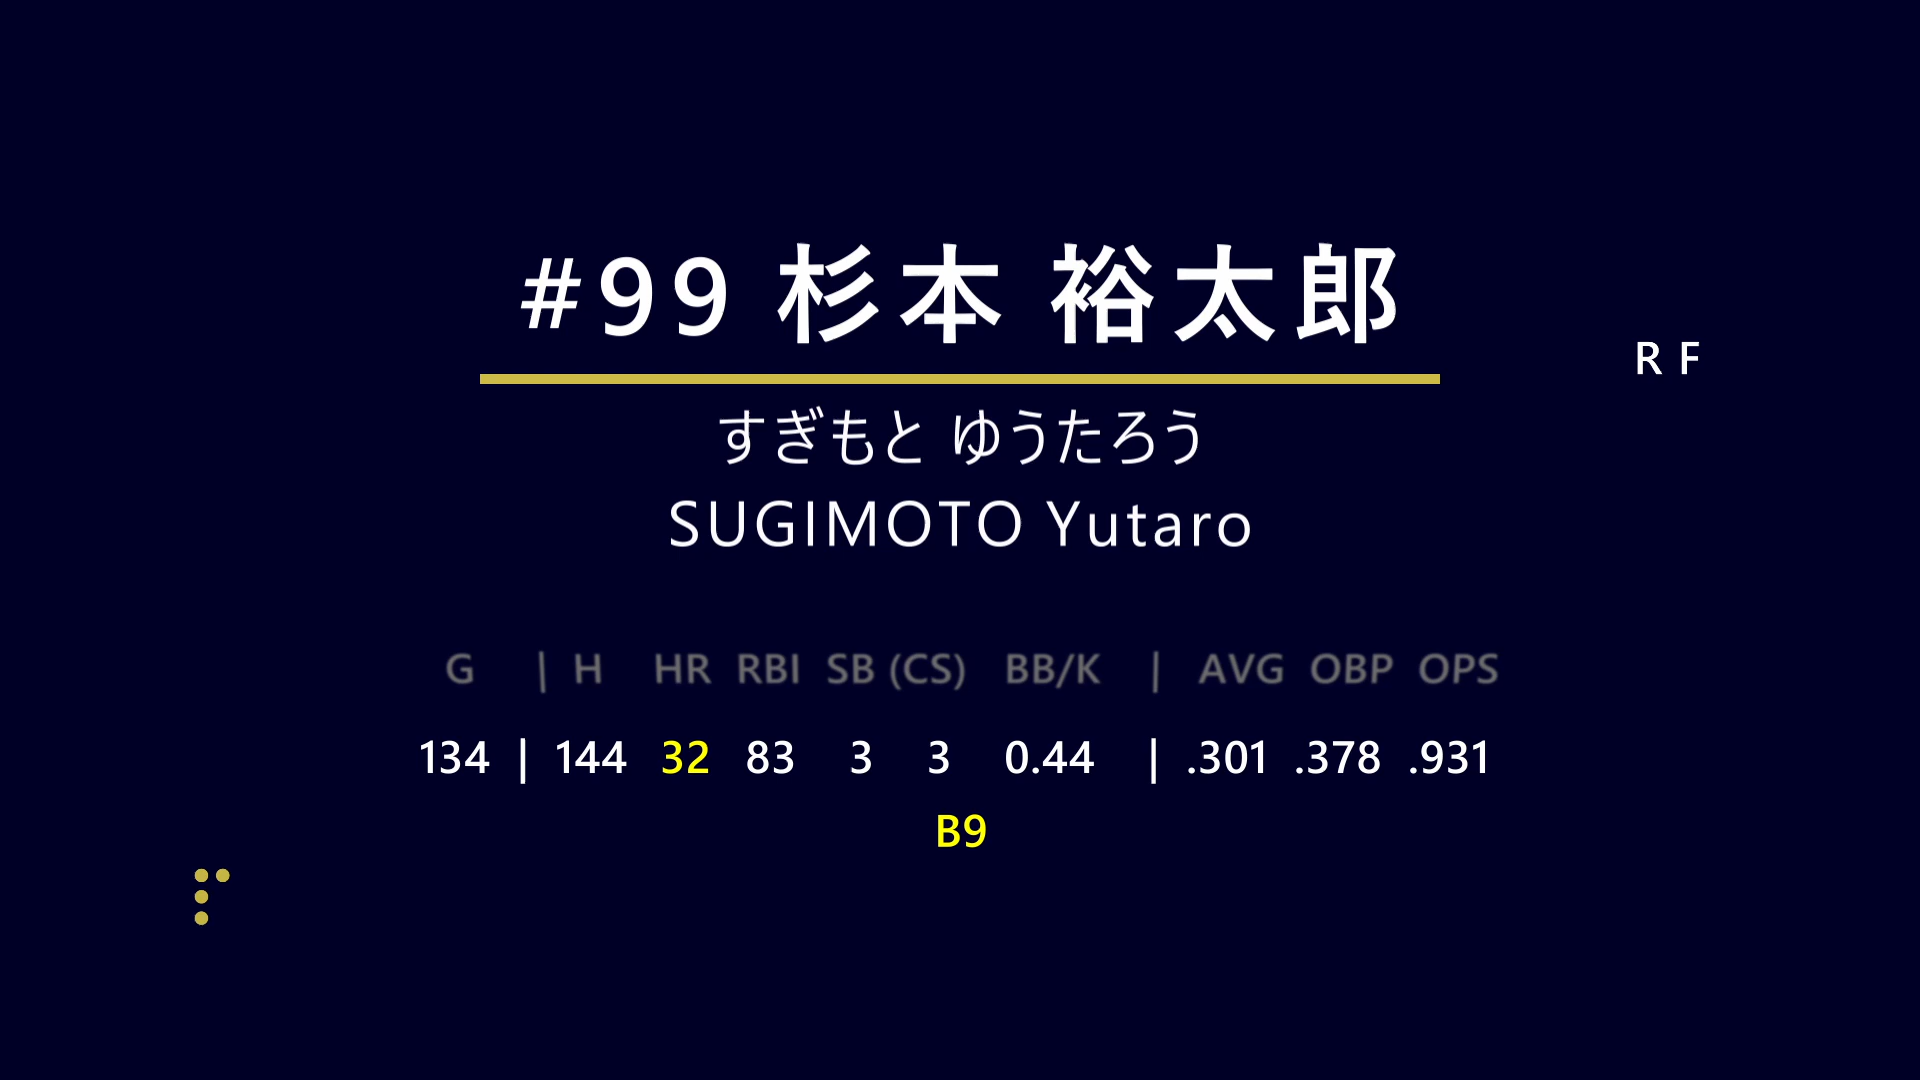 #99 杉本 裕太郎
RF
すぎもと ゆうたろう
SUGIMOTO Yutaro
G | H HR RBI SB (CS) BB/K | AVG OBP OPS
134 | 144 32 83 3 3 0.44 | .301 .378 .931
B9